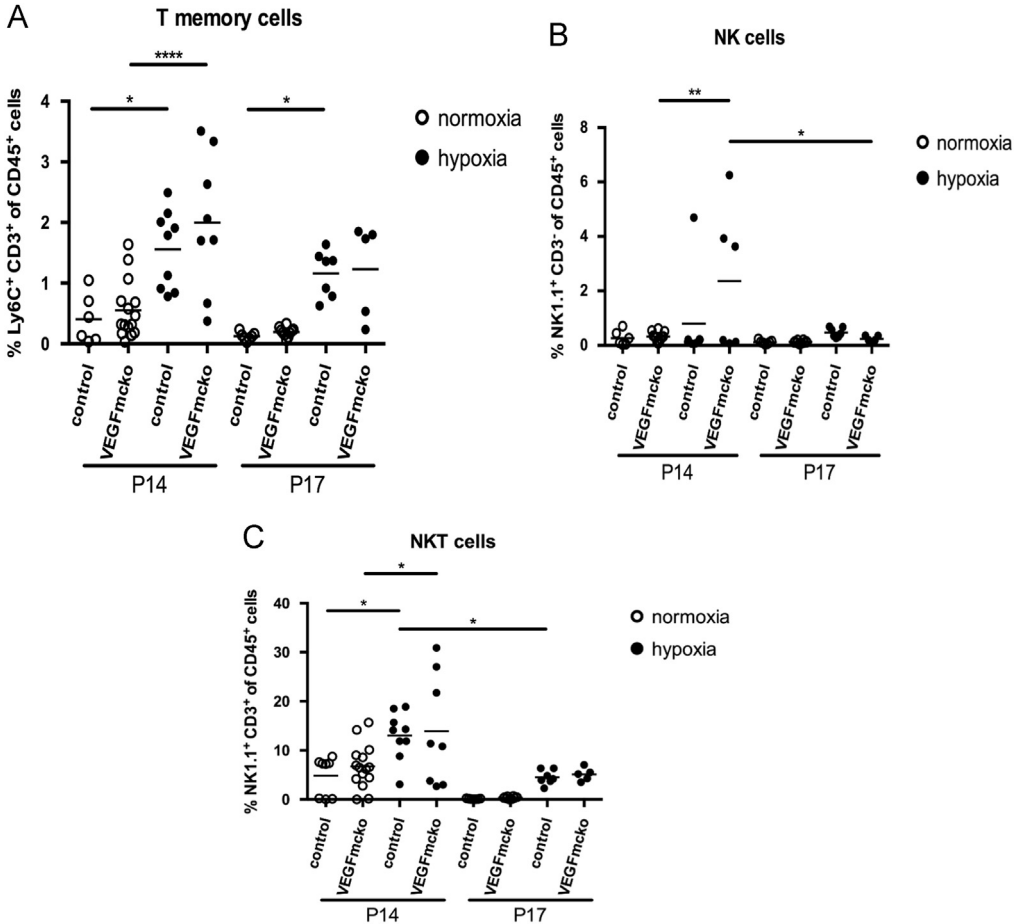 A
T memory cells
****
*
*
% Ly6C⁺ CD3⁺ of CD45⁺ cells
4
3
2
1
0
normoxia
hypoxia
control
VEGFmcko
control
VEGFmcko
control
VEGFmcko
control
VEGFmcko
P14
P17
B
NK cells
**
*
% NK1.1⁺ CD3⁻ of CD45⁺ cells
8
6
4
2
0
normoxia
hypoxia
control
VEGFmcko
control
VEGFmcko
control
VEGFmcko
control
VEGFmcko
P14
P17
C
NKT cells
*
*
*
% NK1.1⁺ CD3⁺ of CD45⁺ cells
40
30
20
10
0
normoxia
hypoxia
control
VEGFmcko
control
VEGFmcko
control
VEGFmcko
control
VEGFmcko
P14
P17